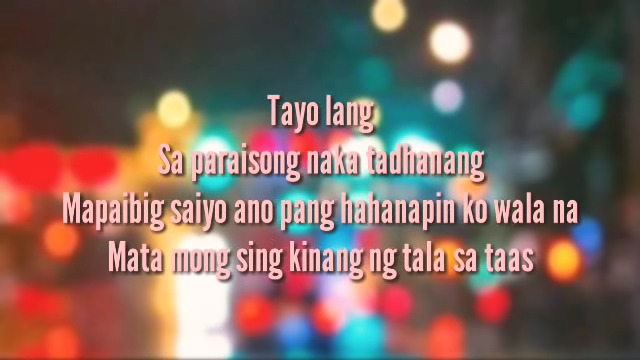 Tayo lang
Sa paraisong naka tadhanang
Mapaibig saiyo ano pang hahanapin ko wala na
Mata mong sing kinang ng tala sa taas